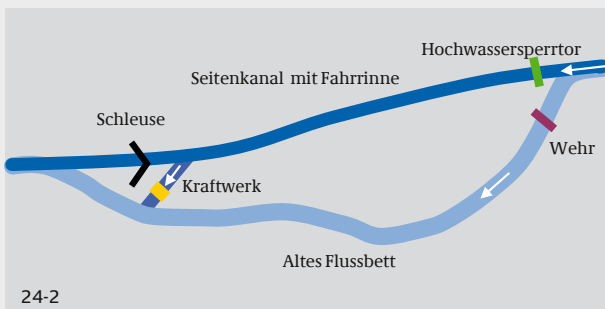 Hochwassersperrtor
Seitenkanal mit Fahrrinne
Schleuse
Wehr
Kraftwerk
Altes Flussbett
24-2